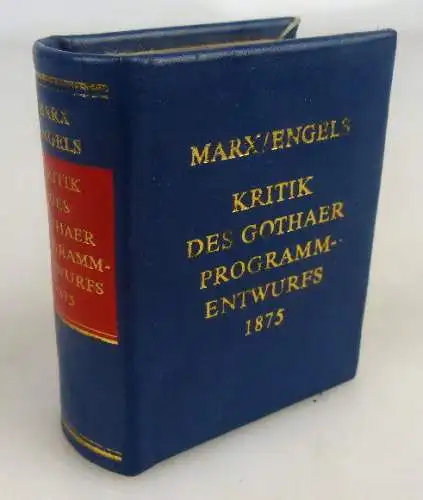 MARX/ENGELS
KRITIK
DES GOTHAER
PROGRAMM-
ENTWURFS
1875
MARX
ENGELS
KRITIK
DES
GOTHAER
PROGRAMM-
ENTWURFS
1875